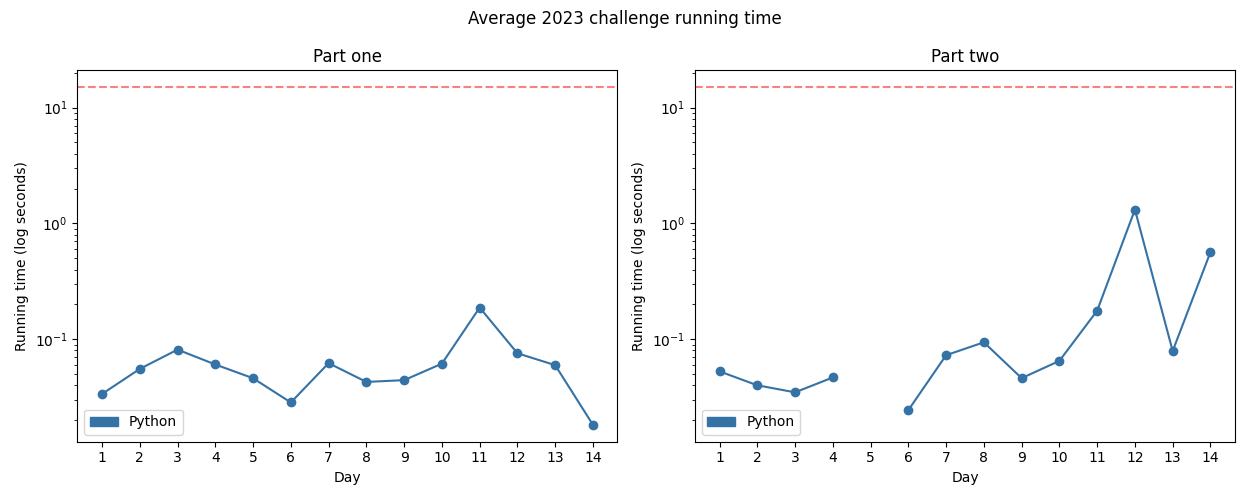 Average 2023 challenge running time
Part one
Running time (log seconds)
10¹
10⁰
10⁻¹
Python
1 2 3 4 5 6 7 8 9 10 11 12 13 14
Day
Part two
Running time (log seconds)
10¹
10⁰
10⁻¹
Python
1 2 3 4 5 6 7 8 9 10 11 12 13 14
Day